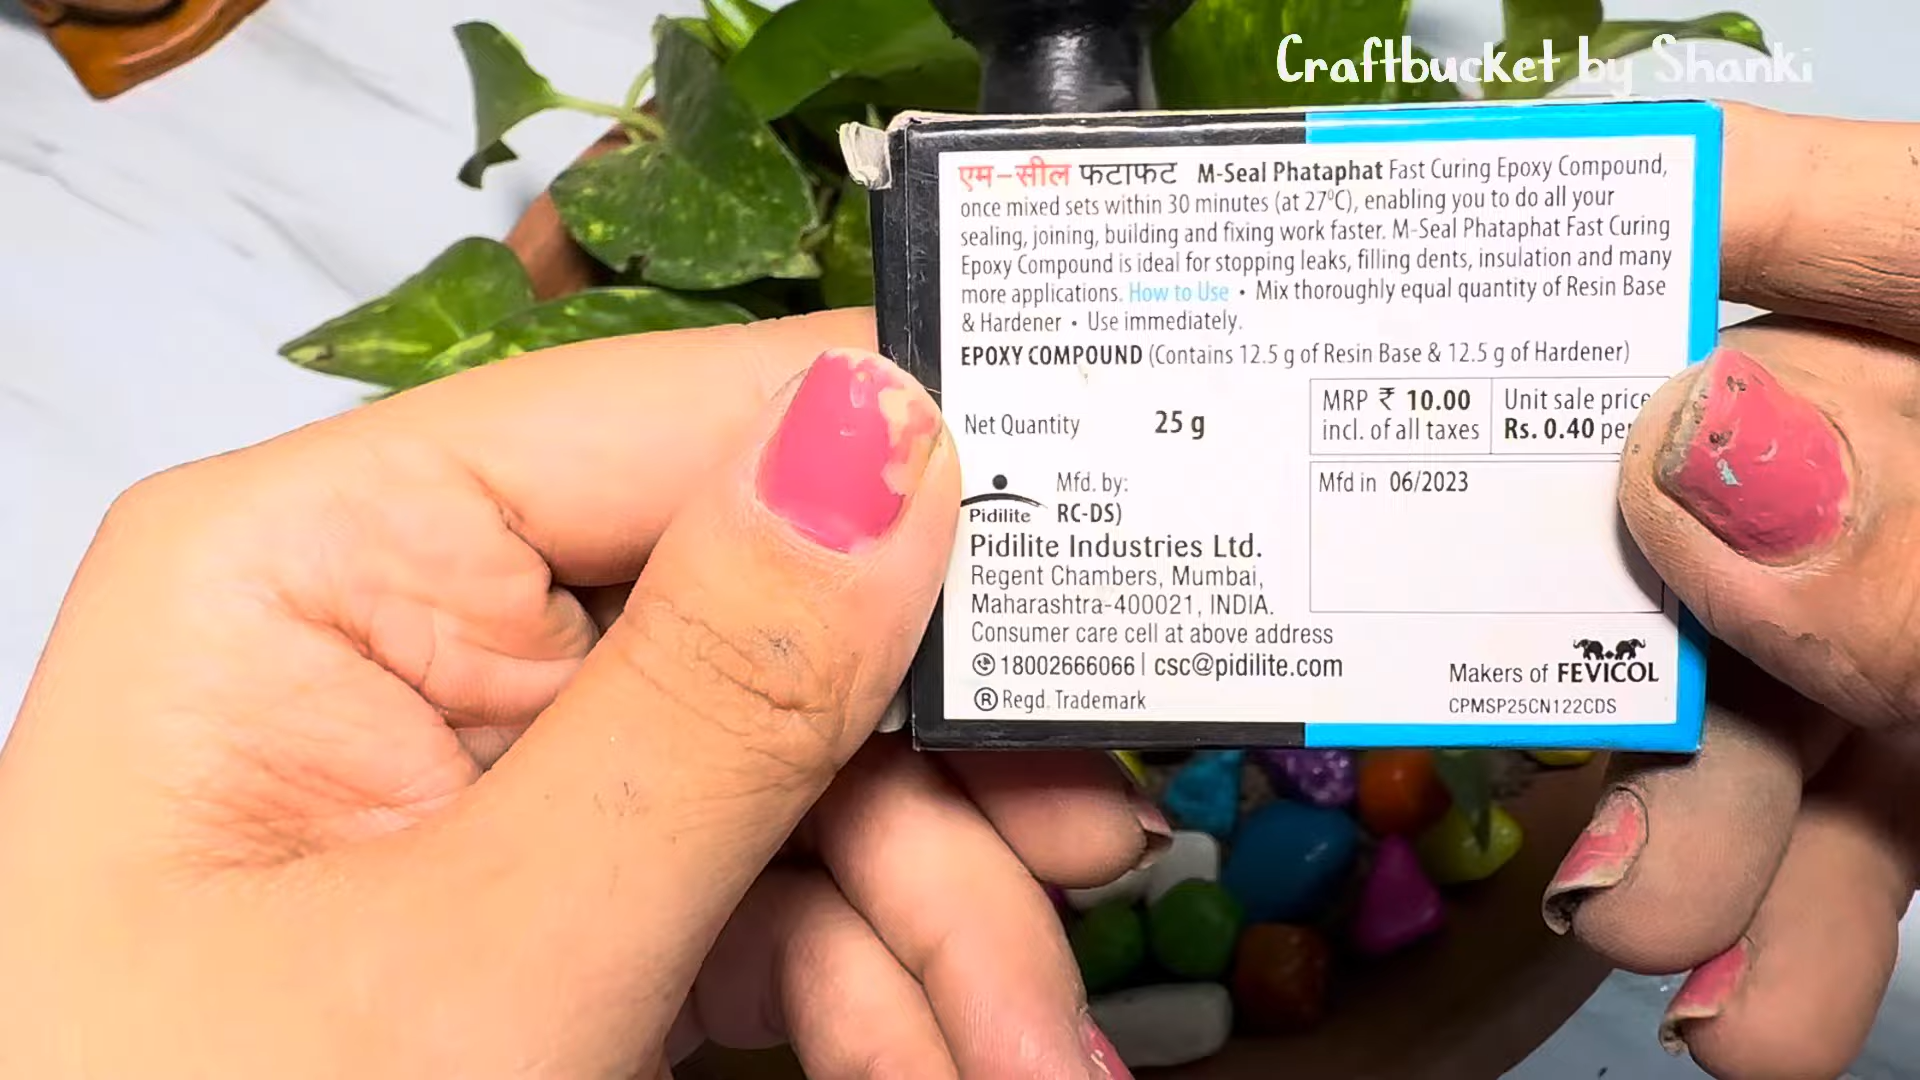 Craftbucket by Shanki
एम-सील फटाफट M-Seal Phataphat Fast Curing Epoxy Compound,
once mixed sets within 30 minutes (at 27⁰C), enabling you to do all your
sealing, joining, building and fixing work faster. M-Seal Phataphat Fast Curing
Epoxy Compound is ideal for stopping leaks, filling dents, insulation and many
more applications. How to Use • Mix thoroughly equal quantity of Resin Base
& Hardener • Use immediately.
EPOXY COMPOUND (Contains 12.5 g of Resin Base & 12.5 g of Hardener)
Net Quantity 25 g
MRP ₹ 10.00
incl. of all taxes
Unit sale price
Rs. 0.40
Mfd in 06/2023
Pidilite
Mfd. by:
RC-DS)
Pidilite Industries Ltd.
Regent Chambers, Mumbai,
Maharashtra-400021, INDIA.
Consumer care cell at above address
18002666066 | csc@pidilite.com
® Regd. Trademark
Makers of FEVICOL
CPMSP25CN122CDS